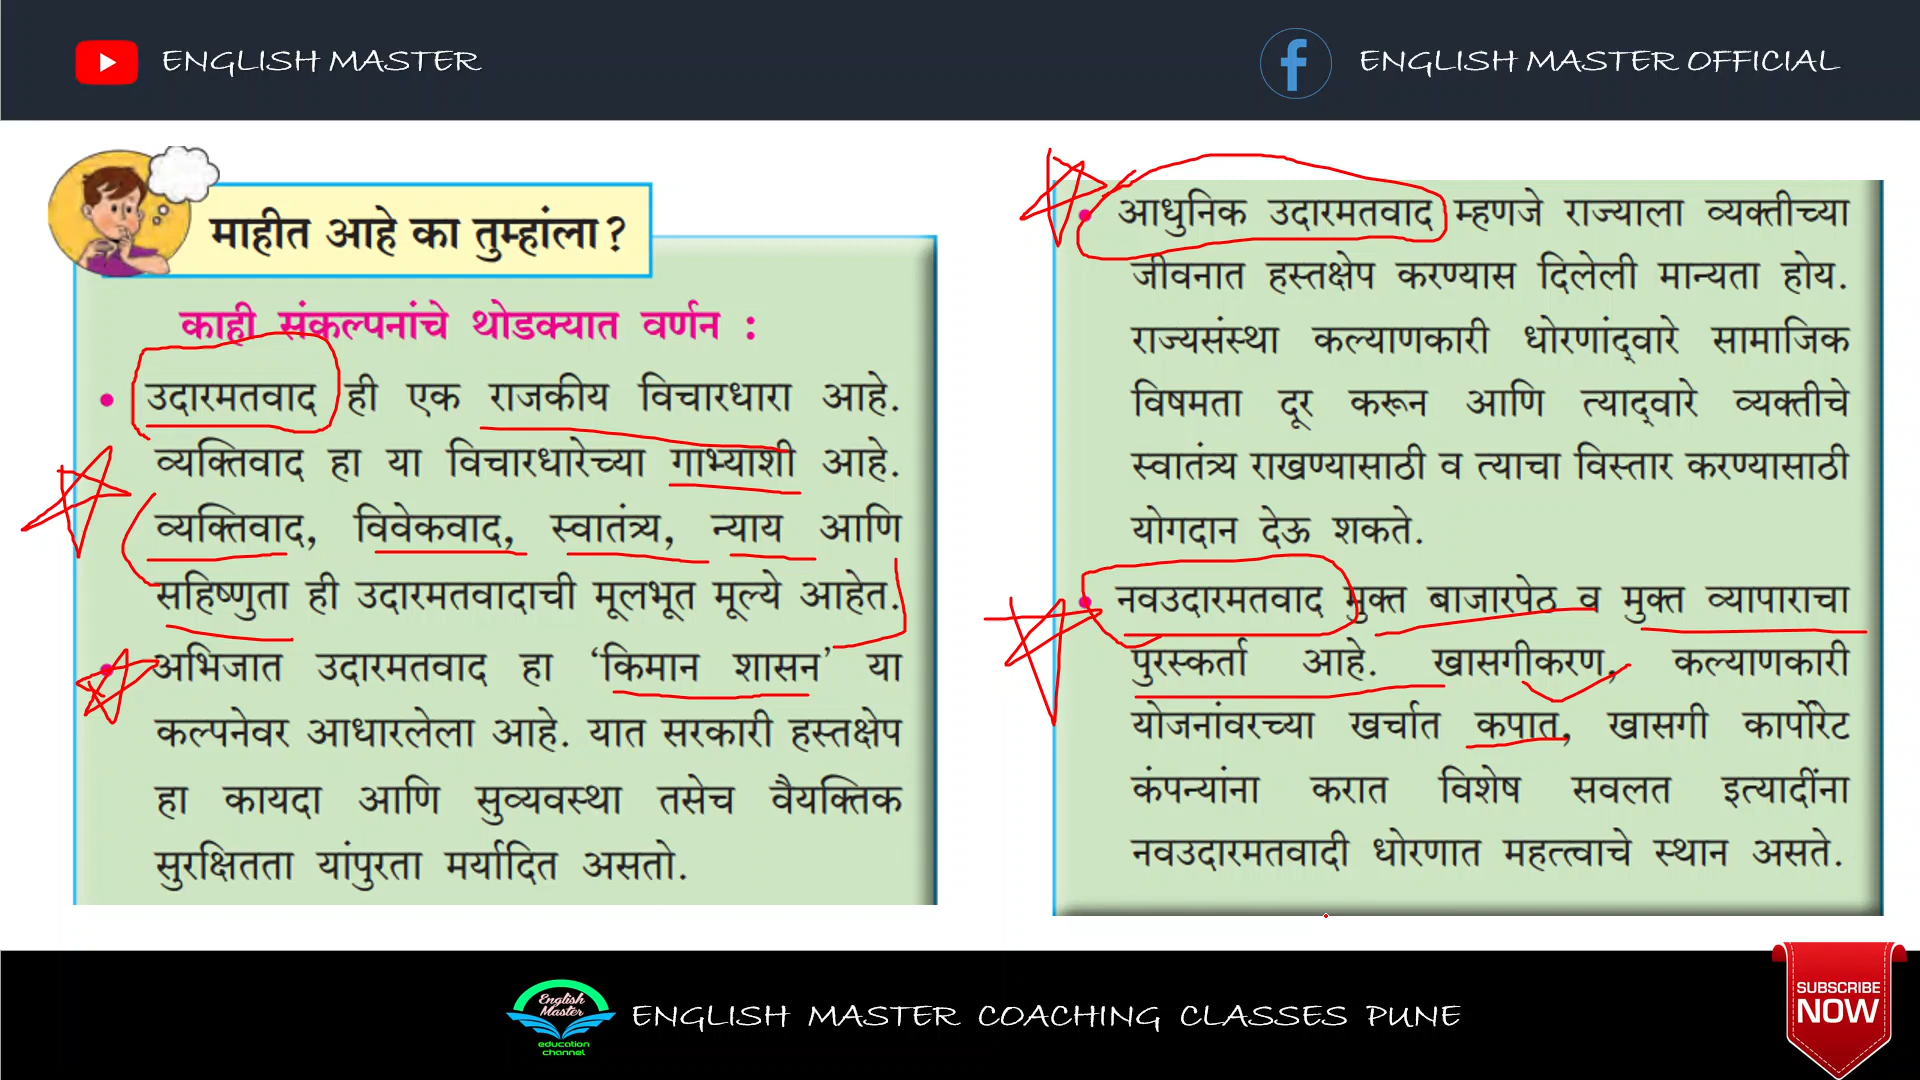 ENGLISH MASTER
ENGLISH MASTER OFFICIAL
माहीत आहे का तुम्हांला?
काही संकल्पनांचे थोडक्यात वर्णन :
• उदारमतवाद ही एक राजकीय विचारधारा आहे.
व्यक्तिवाद हा या विचारधारेच्या गाभ्याशी आहे.
व्यक्तिवाद, विवेकवाद, स्वातंत्र्य, न्याय आणि
सहिष्णुता ही उदारमतवादाची मूलभूत मूल्ये आहेत.
• अभिजात उदारमतवाद हा ‘किमान शासन’ या
कल्पनेवर आधारलेला आहे. यात सरकारी हस्तक्षेप
हा कायदा आणि सुव्यवस्था तसेच वैयक्तिक
सुरक्षितता यांपुरता मर्यादित असतो.
• आधुनिक उदारमतवाद म्हणजे राज्याला व्यक्तीच्या
जीवनात हस्तक्षेप करण्यास दिलेली मान्यता होय.
राज्यसंस्था कल्याणकारी धोरणांद्वारे सामाजिक
विषमता दूर करून आणि त्याद्वारे व्यक्तीचे
स्वातंत्र्य राखण्यासाठी व त्याचा विस्तार करण्यासाठी
योगदान देऊ शकते.
• नवउदारमतवाद मुक्त बाजारपेठ व मुक्त व्यापाराचा
पुरस्कर्ता आहे. खासगीकरण, कल्याणकारी
योजनांवरच्या खर्चात कपात, खासगी कार्पोरेट
कंपन्यांना करात विशेष सवलत इत्यादींना
नवउदारमतवादी धोरणात महत्त्वाचे स्थान असते.
English
Master
education
channel
ENGLISH MASTER COACHING CLASSES PUNE
SUBSCRIBE
NOW